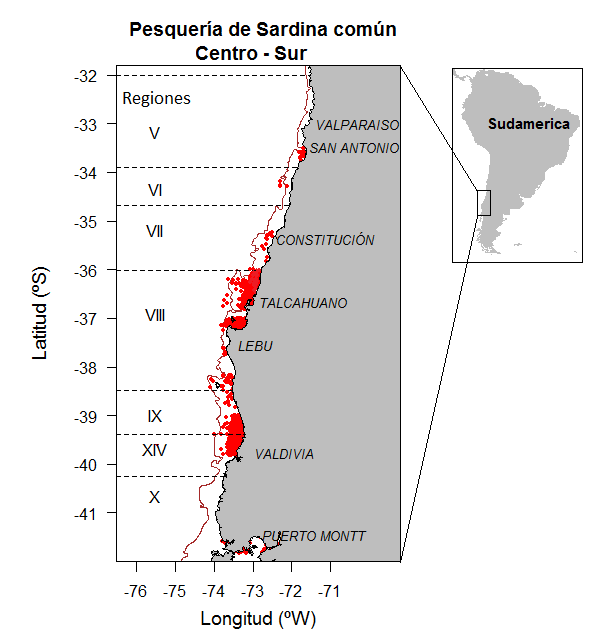 Pesquería de Sardina común
Centro - Sur
-32
Regiones
-33
V
VALPARAISO
SAN ANTONIO
-34
VI
-35
VII
CONSTITUCIÓN
-36
VIII
TALCAHUANO
-37
LEBU
-38
-39
IX
XIV
VALDIVIA
-40
X
-41
PUERTO MONTT
-76 -75 -74 -73 -72 -71
Longitud (ºW)
Latitud (ºS)
Sudamerica